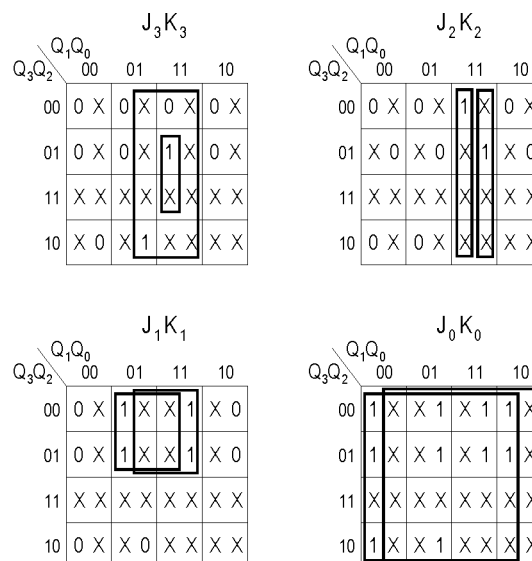 J₃K₃
Q₁Q₀
Q₃Q₂ 00 01 11 10
00 0 X 0 X 0 X 0 X
01 0 X 0 X 1 X 0 X
11 X X X X X X X X
10 X 0 X 1 X X X X
J₂K₂
Q₁Q₀
Q₃Q₂ 00 01 11 10
00 0 X 0 X 1 X 0 X
01 X 0 X 0 X 1 X 0
11 X X X X X X X X
10 0 X 0 X X X X X
J₁K₁
Q₁Q₀
Q₃Q₂ 00 01 11 10
00 0 X 1 X X 1 X 0
01 0 X 1 X X 1 X 0
11 X X X X X X X X
10 0 X X 0 X X X X
J₀K₀
Q₁Q₀
Q₃Q₂ 00 01 11 10
00 1 X X 1 X 1 1 X
01 1 X X 1 X 1 1 X
11 X X X X X X X X
10 1 X X 1 X X X X